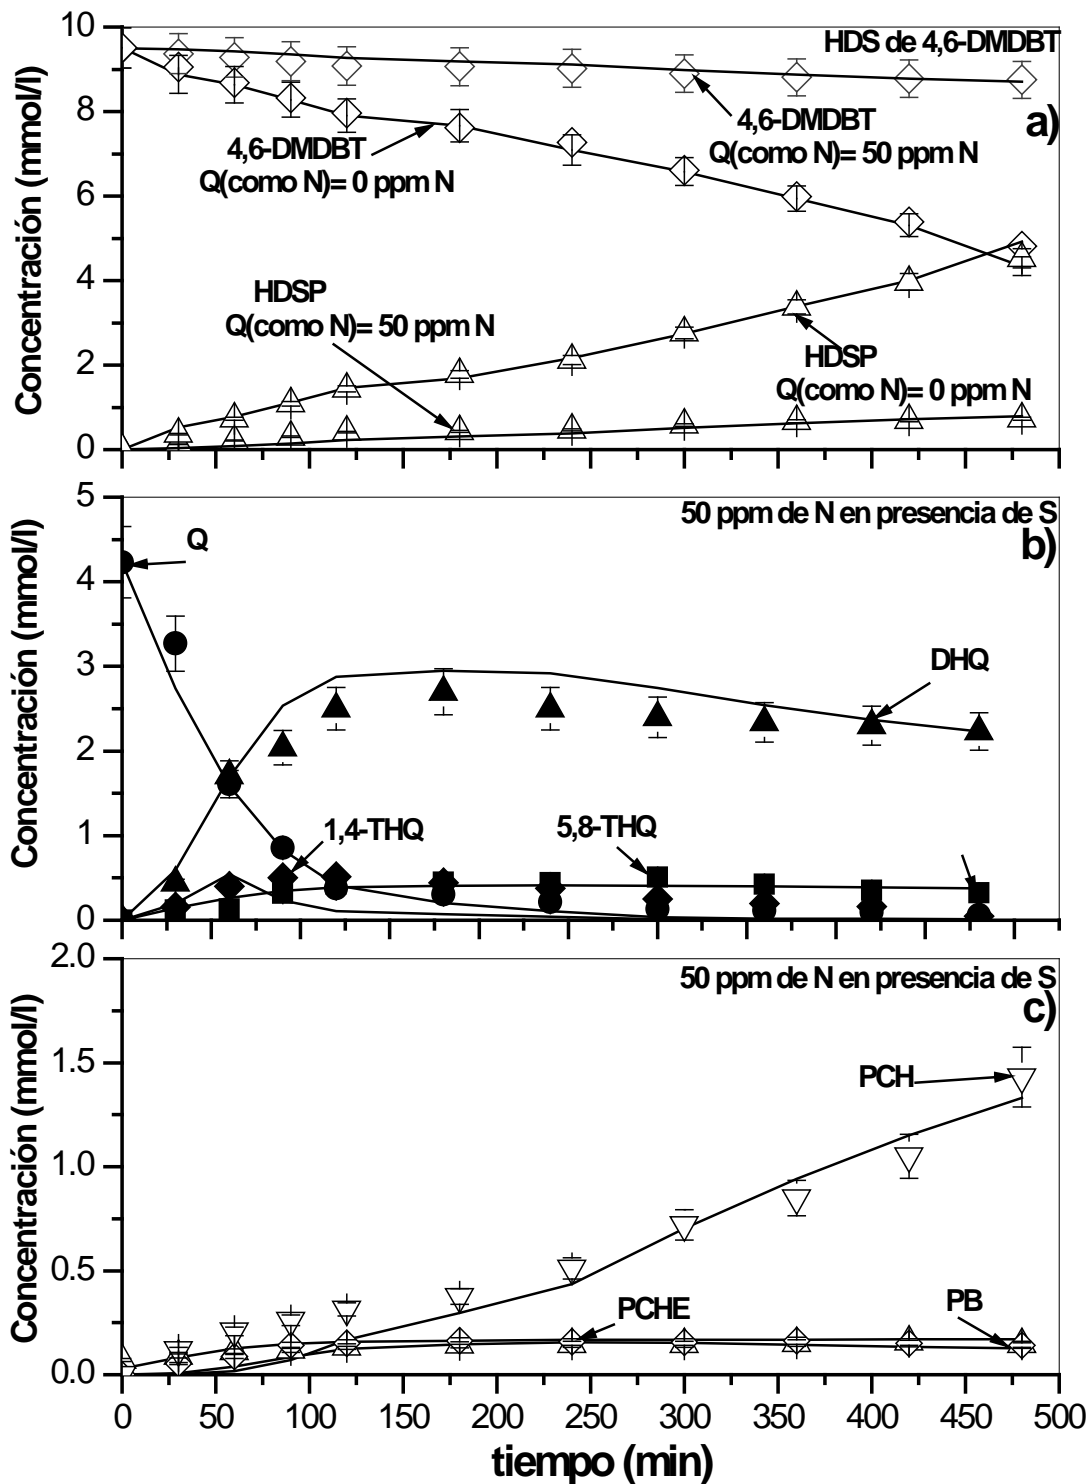 10
8
6
4
2
0
Concentración (mmol/l)
HDS de 4,6-DMDBT
a)
4,6-DMDBT
Q(como N)= 50 ppm N
4,6-DMDBT
Q(como N)= 0 ppm N
HDSP
Q(como N)= 50 ppm N
HDSP
Q(como N)= 0 ppm N
5
4
3
2
1
0
Concentración (mmol/l)
50 ppm de N en presencia de S
b)
Q
DHQ
1,4-THQ
5,8-THQ
2.0
1.5
1.0
0.5
0.0
Concentración (mmol/l)
50 ppm de N en presencia de S
c)
PCH
PCHE
PB
0 50 100 150 200 250 300 350 400 450 500
tiempo (min)